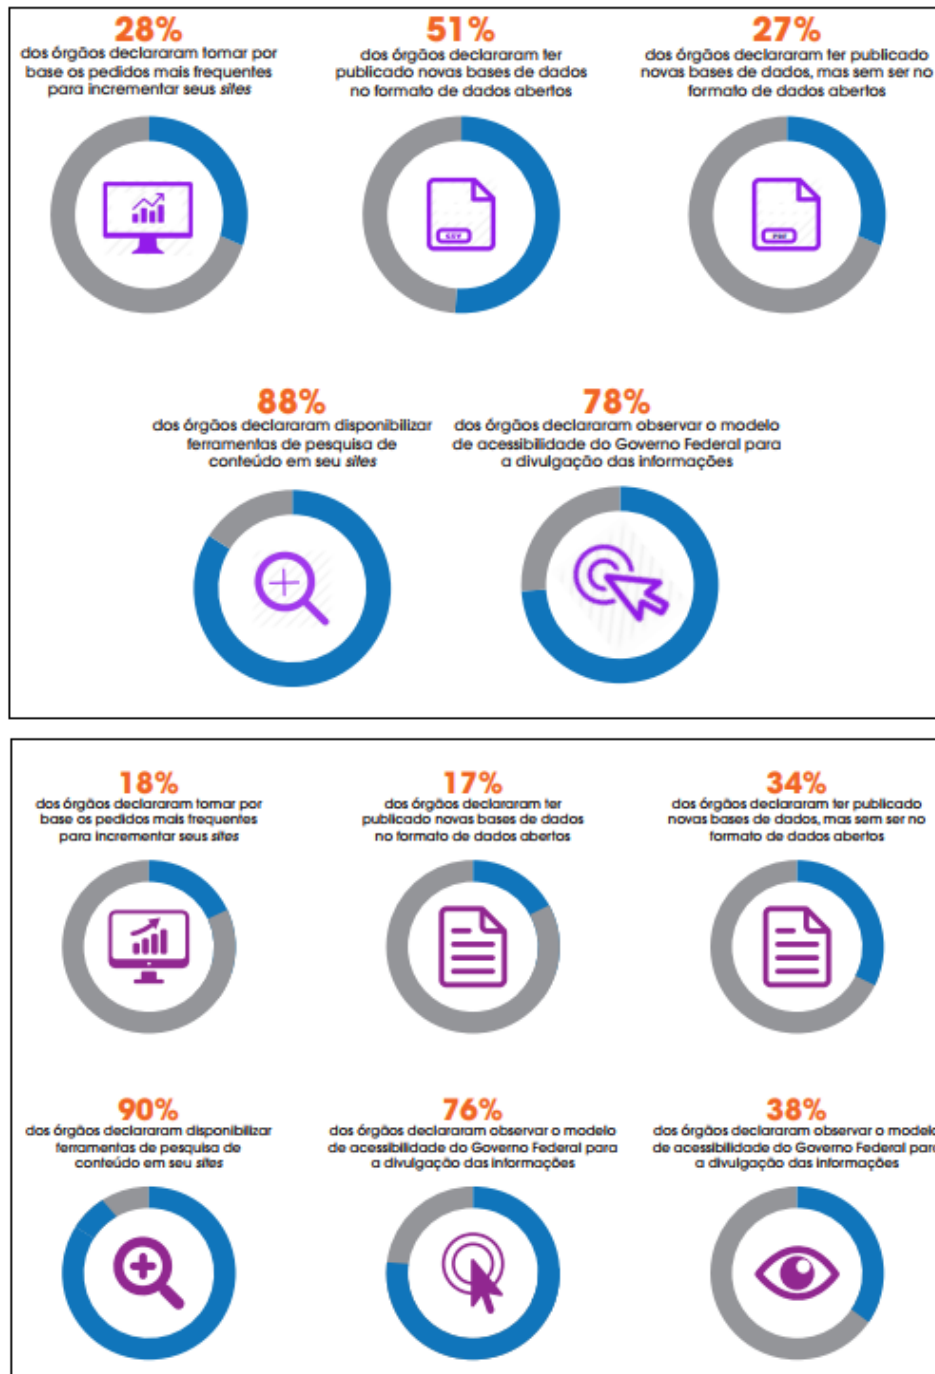 28%
dos órgãos declararam tomar por
base os pedidos mais frequentes
para incrementar seus sites
51%
dos órgãos declararam ter
publicado novas bases de dados
no formato de dados abertos
27%
dos órgãos declararam ter publicado
novas bases de dados, mas sem ser no
formato de dados abertos
CSV
PDF
88%
dos órgãos declararam disponibilizar
ferramentas de pesquisa de
conteúdo em seu sites
78%
dos órgãos declararam observar o modelo
de acessibilidade do Governo Federal para
a divulgação das informações
18%
dos órgãos declararam tomar por
base os pedidos mais frequentes
para incrementar seus sites
17%
dos órgãos declararam ter
publicado novas bases de dados
no formato de dados abertos
34%
dos órgãos declararam ter publicado
novas bases de dados, mas sem ser no
formato de dados abertos
90%
dos órgãos declararam disponibilizar
ferramentas de pesquisa de
conteúdo em seu sites
76%
dos órgãos declararam observar o modelo
de acessibilidade do Governo Federal para
a divulgação das informações
38%
dos órgãos declararam observar o modelo
de acessibilidade do Governo Federal para
a divulgação das informações